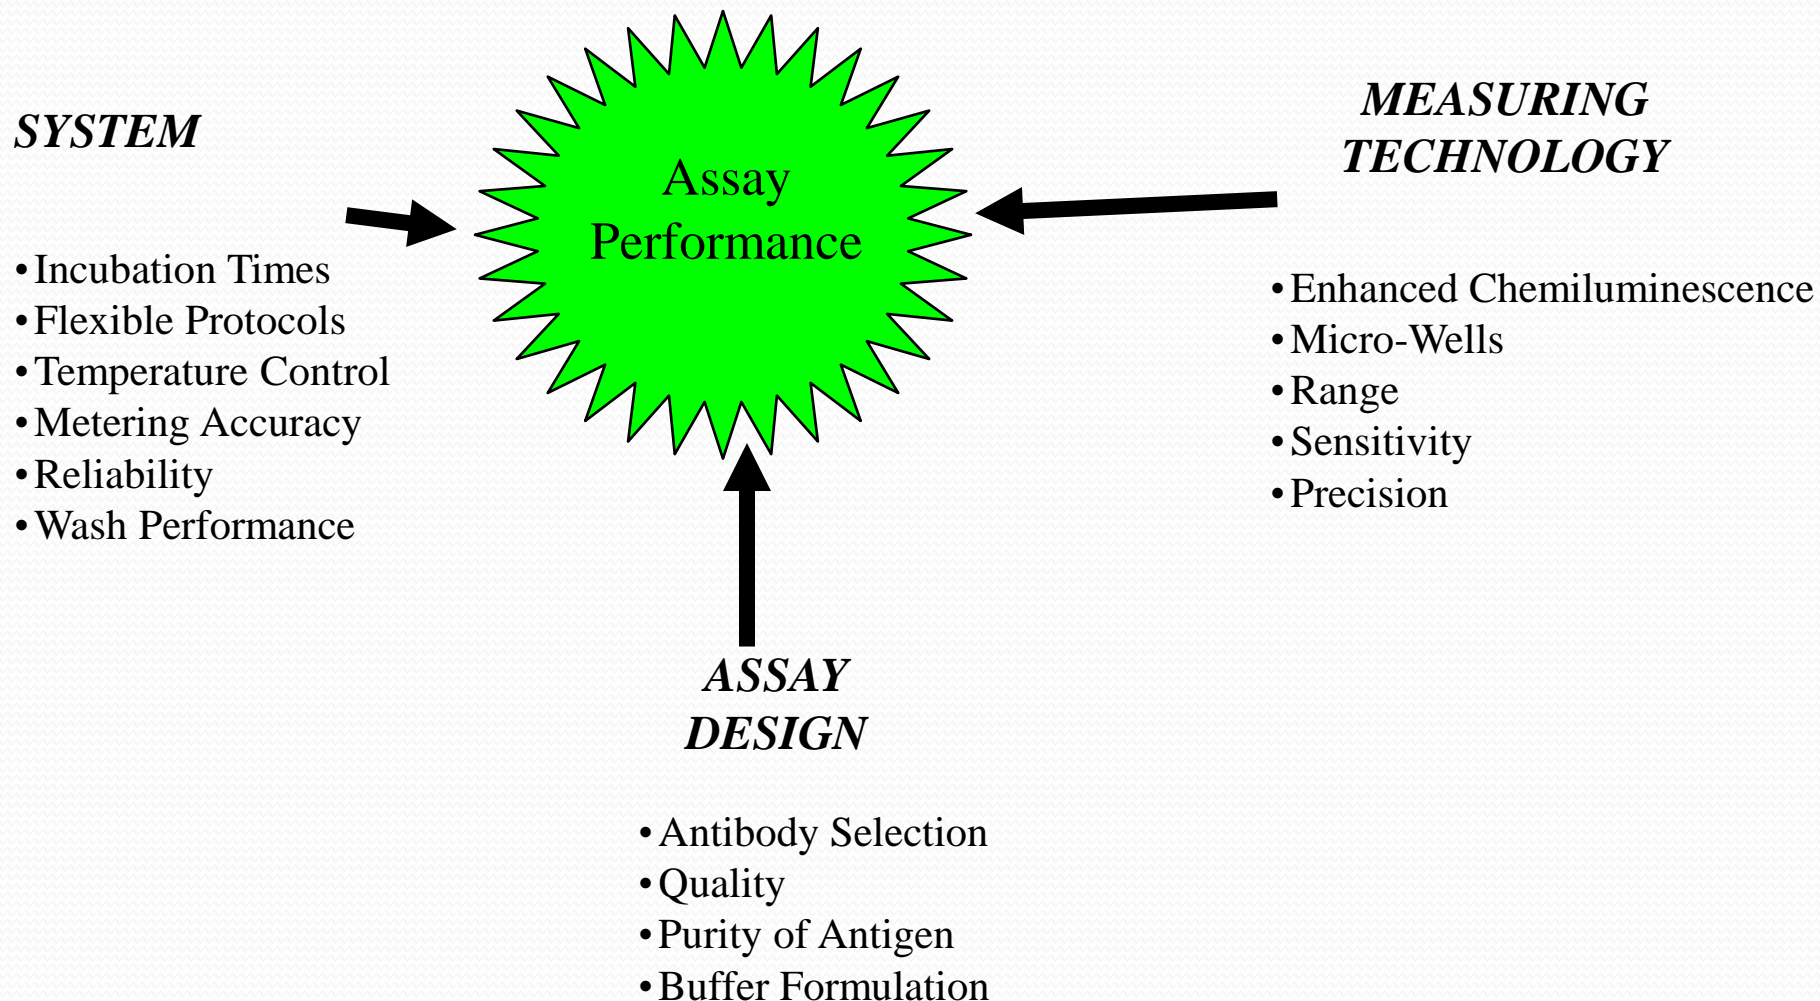 SYSTEM
• Incubation Times
• Flexible Protocols
• Temperature Control
• Metering Accuracy
• Reliability
• Wash Performance
Assay
Performance
MEASURING
TECHNOLOGY
• Enhanced Chemiluminescence
• Micro-Wells
• Range
• Sensitivity
• Precision
ASSAY
DESIGN
• Antibody Selection
• Quality
• Purity of Antigen
• Buffer Formulation